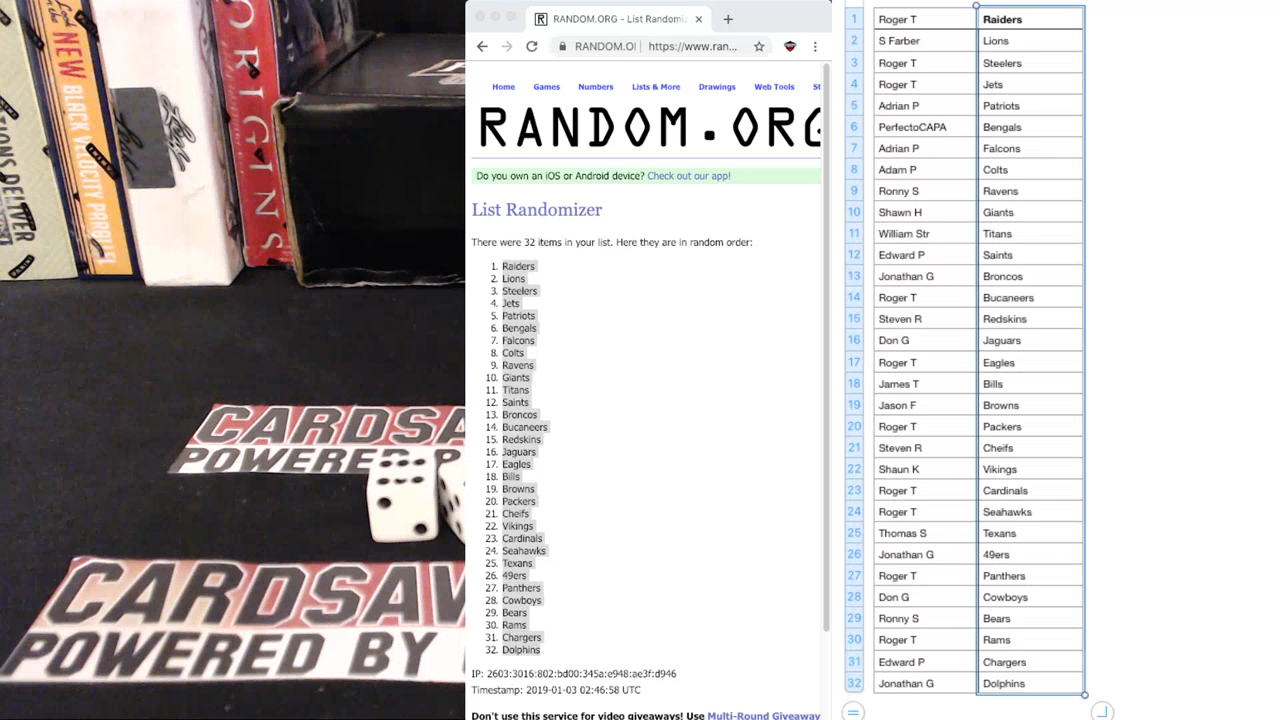 Look for
NEW
BLACK VELOCITY
ORIGINS
DELIVER
PANINI
Leaf
CARDSA
POWERED
CARDSAV
POWERED BY
RANDOM.ORG - List Randomiz
RANDOM.OI
https://www.ran...
Home Games Numbers Lists & More Drawings Web Tools St
RANDOM.ORG
Do you own an iOS or Android device? Check out our app!
List Randomizer
There were 32 items in your list. Here they are in random order:
1. Raiders
2. Lions
3. Steelers
4. Jets
5. Patriots
6. Bengals
7. Falcons
8. Colts
9. Ravens
10. Giants
11. Titans
12. Saints
13. Broncos
14. Bucaneers
15. Redskins
16. Jaguars
17. Eagles
18. Bills
19. Browns
20. Packers
21. Cheifs
22. Vikings
23. Cardinals
24. Seahawks
25. Texans
26. 49ers
27. Panthers
28. Cowboys
29. Bears
30. Rams
31. Chargers
32. Dolphins
IP: 2603:3016:802:bd00:345a:e948:ae3f:d946
Timestamp: 2019-01-03 02:46:58 UTC
Don't use this service for video giveaways! Use Multi-Round Giveaway
1 Roger T Raiders
2 S Farber Lions
3 Roger T Steelers
4 Roger T Jets
5 Adrian P Patriots
6 PerfectoCAPA Bengals
7 Adrian P Falcons
8 Adam P Colts
9 Ronny S Ravens
10 Shawn H Giants
11 William Str Titans
12 Edward P Saints
13 Jonathan G Broncos
14 Roger T Bucaneers
15 Steven R Redskins
16 Don G Jaguars
17 Roger T Eagles
18 James T Bills
19 Jason F Browns
20 Roger T Packers
21 Steven R Cheifs
22 Shaun K Vikings
23 Roger T Cardinals
24 Roger T Seahawks
25 Thomas S Texans
26 Jonathan G 49ers
27 Roger T Panthers
28 Don G Cowboys
29 Ronny S Bears
30 Roger T Rams
31 Edward P Chargers
32 Jonathan G Dolphins